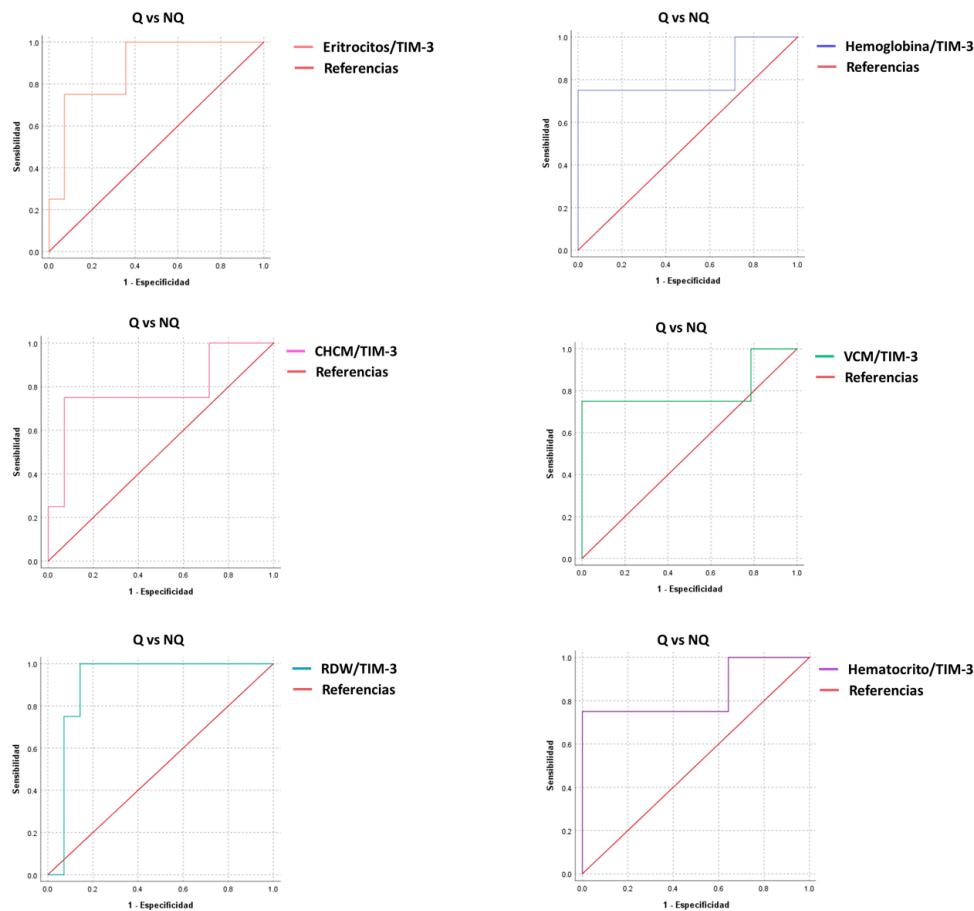 Q vs NQ
Eritrocitos/TIM-3
Referencias
Sensibilidad
1.0
0.8
0.6
0.4
0.2
0.0
0.0 0.2 0.4 0.6 0.8 1.0
1 - Especificidad
Q vs NQ
Hemoglobina/TIM-3
Referencias
Sensibilidad
1.0
0.8
0.6
0.4
0.2
0.0
0.0 0.2 0.4 0.6 0.8 1.0
1 - Especificidad
Q vs NQ
CHCM/TIM-3
Referencias
Sensibilidad
1.0
0.8
0.6
0.4
0.2
0.0
0.0 0.2 0.4 0.6 0.8 1.0
1 - Especificidad
Q vs NQ
VCM/TIM-3
Referencias
Sensibilidad
1.0
0.8
0.6
0.4
0.2
0.0
0.0 0.2 0.4 0.6 0.8 1.0
1 - Especificidad
Q vs NQ
RDW/TIM-3
Referencias
Sensibilidad
1.0
0.8
0.6
0.4
0.2
0.0
0.0 0.2 0.4 0.6 0.8 1.0
1 - Especificidad
Q vs NQ
Hematocrito/TIM-3
Referencias
Sensibilidad
1.0
0.8
0.6
0.4
0.2
0.0
0.0 0.2 0.4 0.6 0.8 1.0
1 - Especificidad